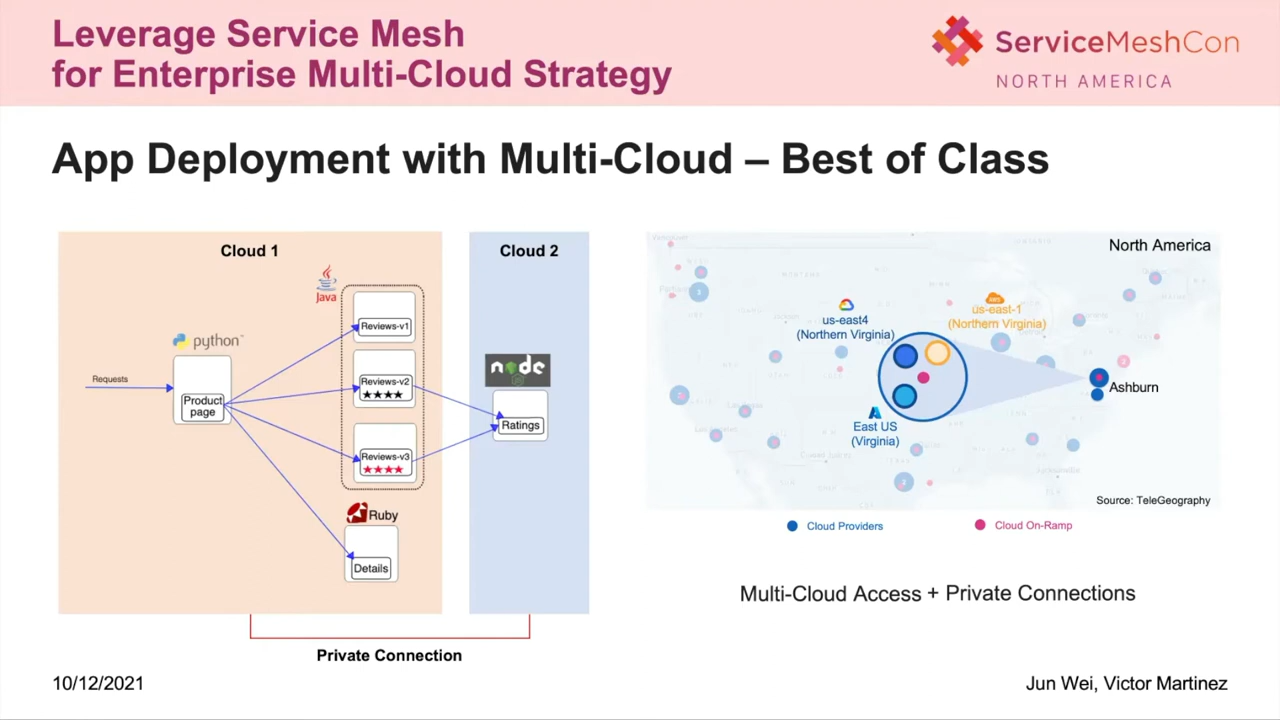 Leverage Service Mesh
for Enterprise Multi-Cloud Strategy
ServiceMeshCon
NORTH AMERICA
App Deployment with Multi-Cloud – Best of Class
Cloud 1
Java
python™
Requests
Product
page
Reviews-v1
Reviews-v2
★★★★
Reviews-v3
★★★★
Ruby
Details
Cloud 2
node
Ratings
Private Connection
North America
us-east4
(Northern Virginia)
AWS
us-east-1
(Northern Virginia)
Ashburn
East US
(Virginia)
Source: TeleGeography
Cloud Providers
Cloud On-Ramp
Multi-Cloud Access + Private Connections
10/12/2021
Jun Wei, Victor Martinez